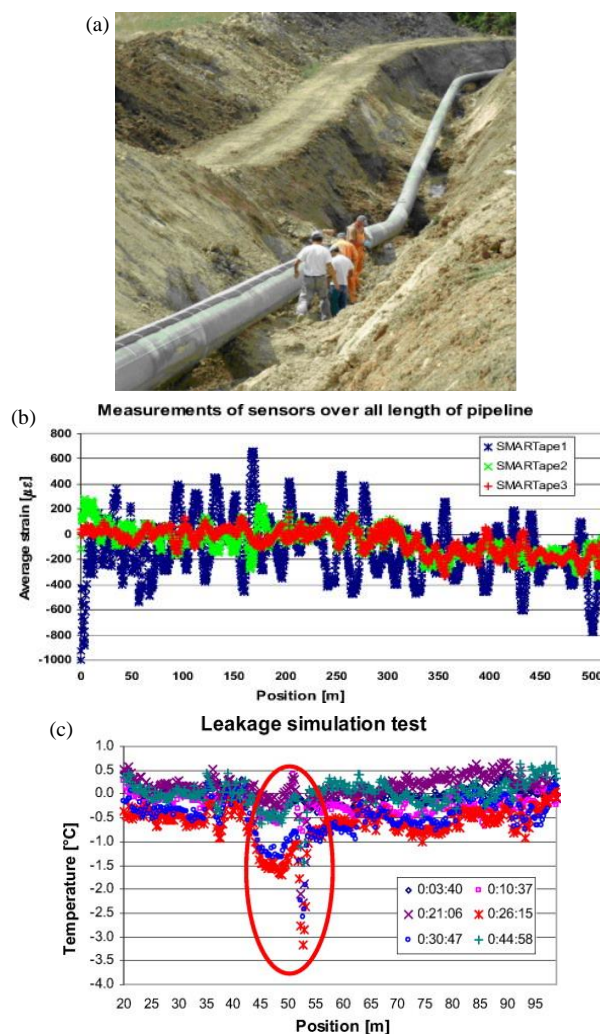 (a)
(b)
Measurements of sensors over all length of pipeline
800
600
400
200
0
-200
-400
-600
-800
-1000
Average strain [με]
SMARTape1
SMARTape2
SMARTape3
0 50 100 150 200 250 300 350 400 450 500
Position [m]
(c)
Leakage simulation test
1.0
0.5
0.0
-0.5
-1.0
-1.5
-2.0
-2.5
-3.0
-3.5
-4.0
Temperature [°C]
0:03:40 0:10:37
0:21:06 0:26:15
0:30:47 0:44:58
20 25 30 35 40 45 50 55 60 65 70 75 80 85 90 95
Position [m]